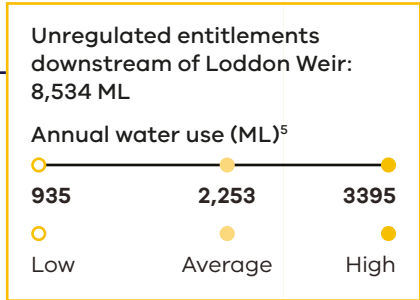 Unregulated entitlements
downstream of Loddon Weir:
8,534 ML
Annual water use (ML)⁵
935 2,253 3395
Low Average High